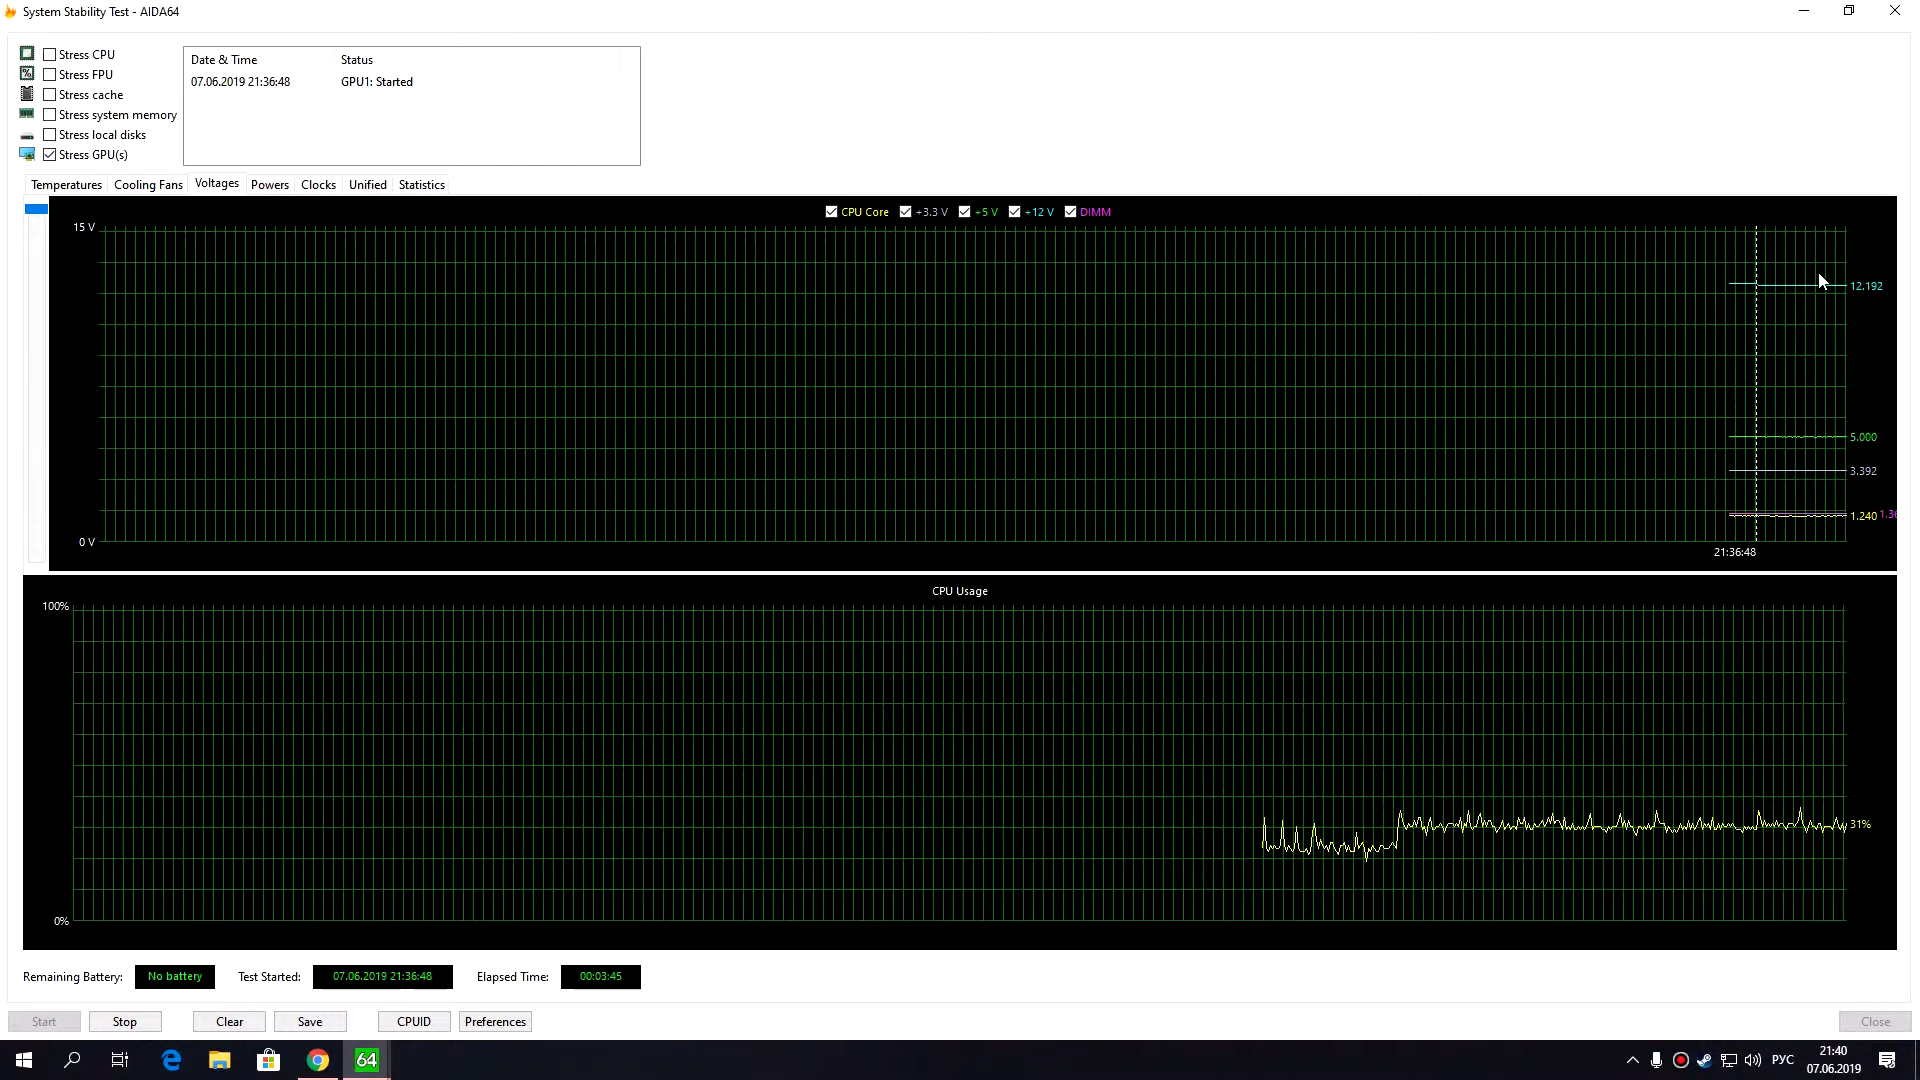 System Stability Test - AIDA64
Stress CPU
Stress FPU
Stress cache
Stress system memory
Stress local disks
Stress GPU(s)
Date & Time Status
07.06.2019 21:36:48 GPU1: Started
Temperatures Cooling Fans Voltages Powers Clocks Unified Statistics
CPU Core +3.3 V +5 V +12 V DIMM
15 V
12.192
5.000
3.392
1.240
0 V
21:36:48
CPU Usage
100%
31%
0%
Remaining Battery: No battery Test Started: 07.06.2019 21:36:48 Elapsed Time: 00:03:45
Start Stop Clear Save CPUID Preferences Close
64
РУС
21:40
07.06.2019